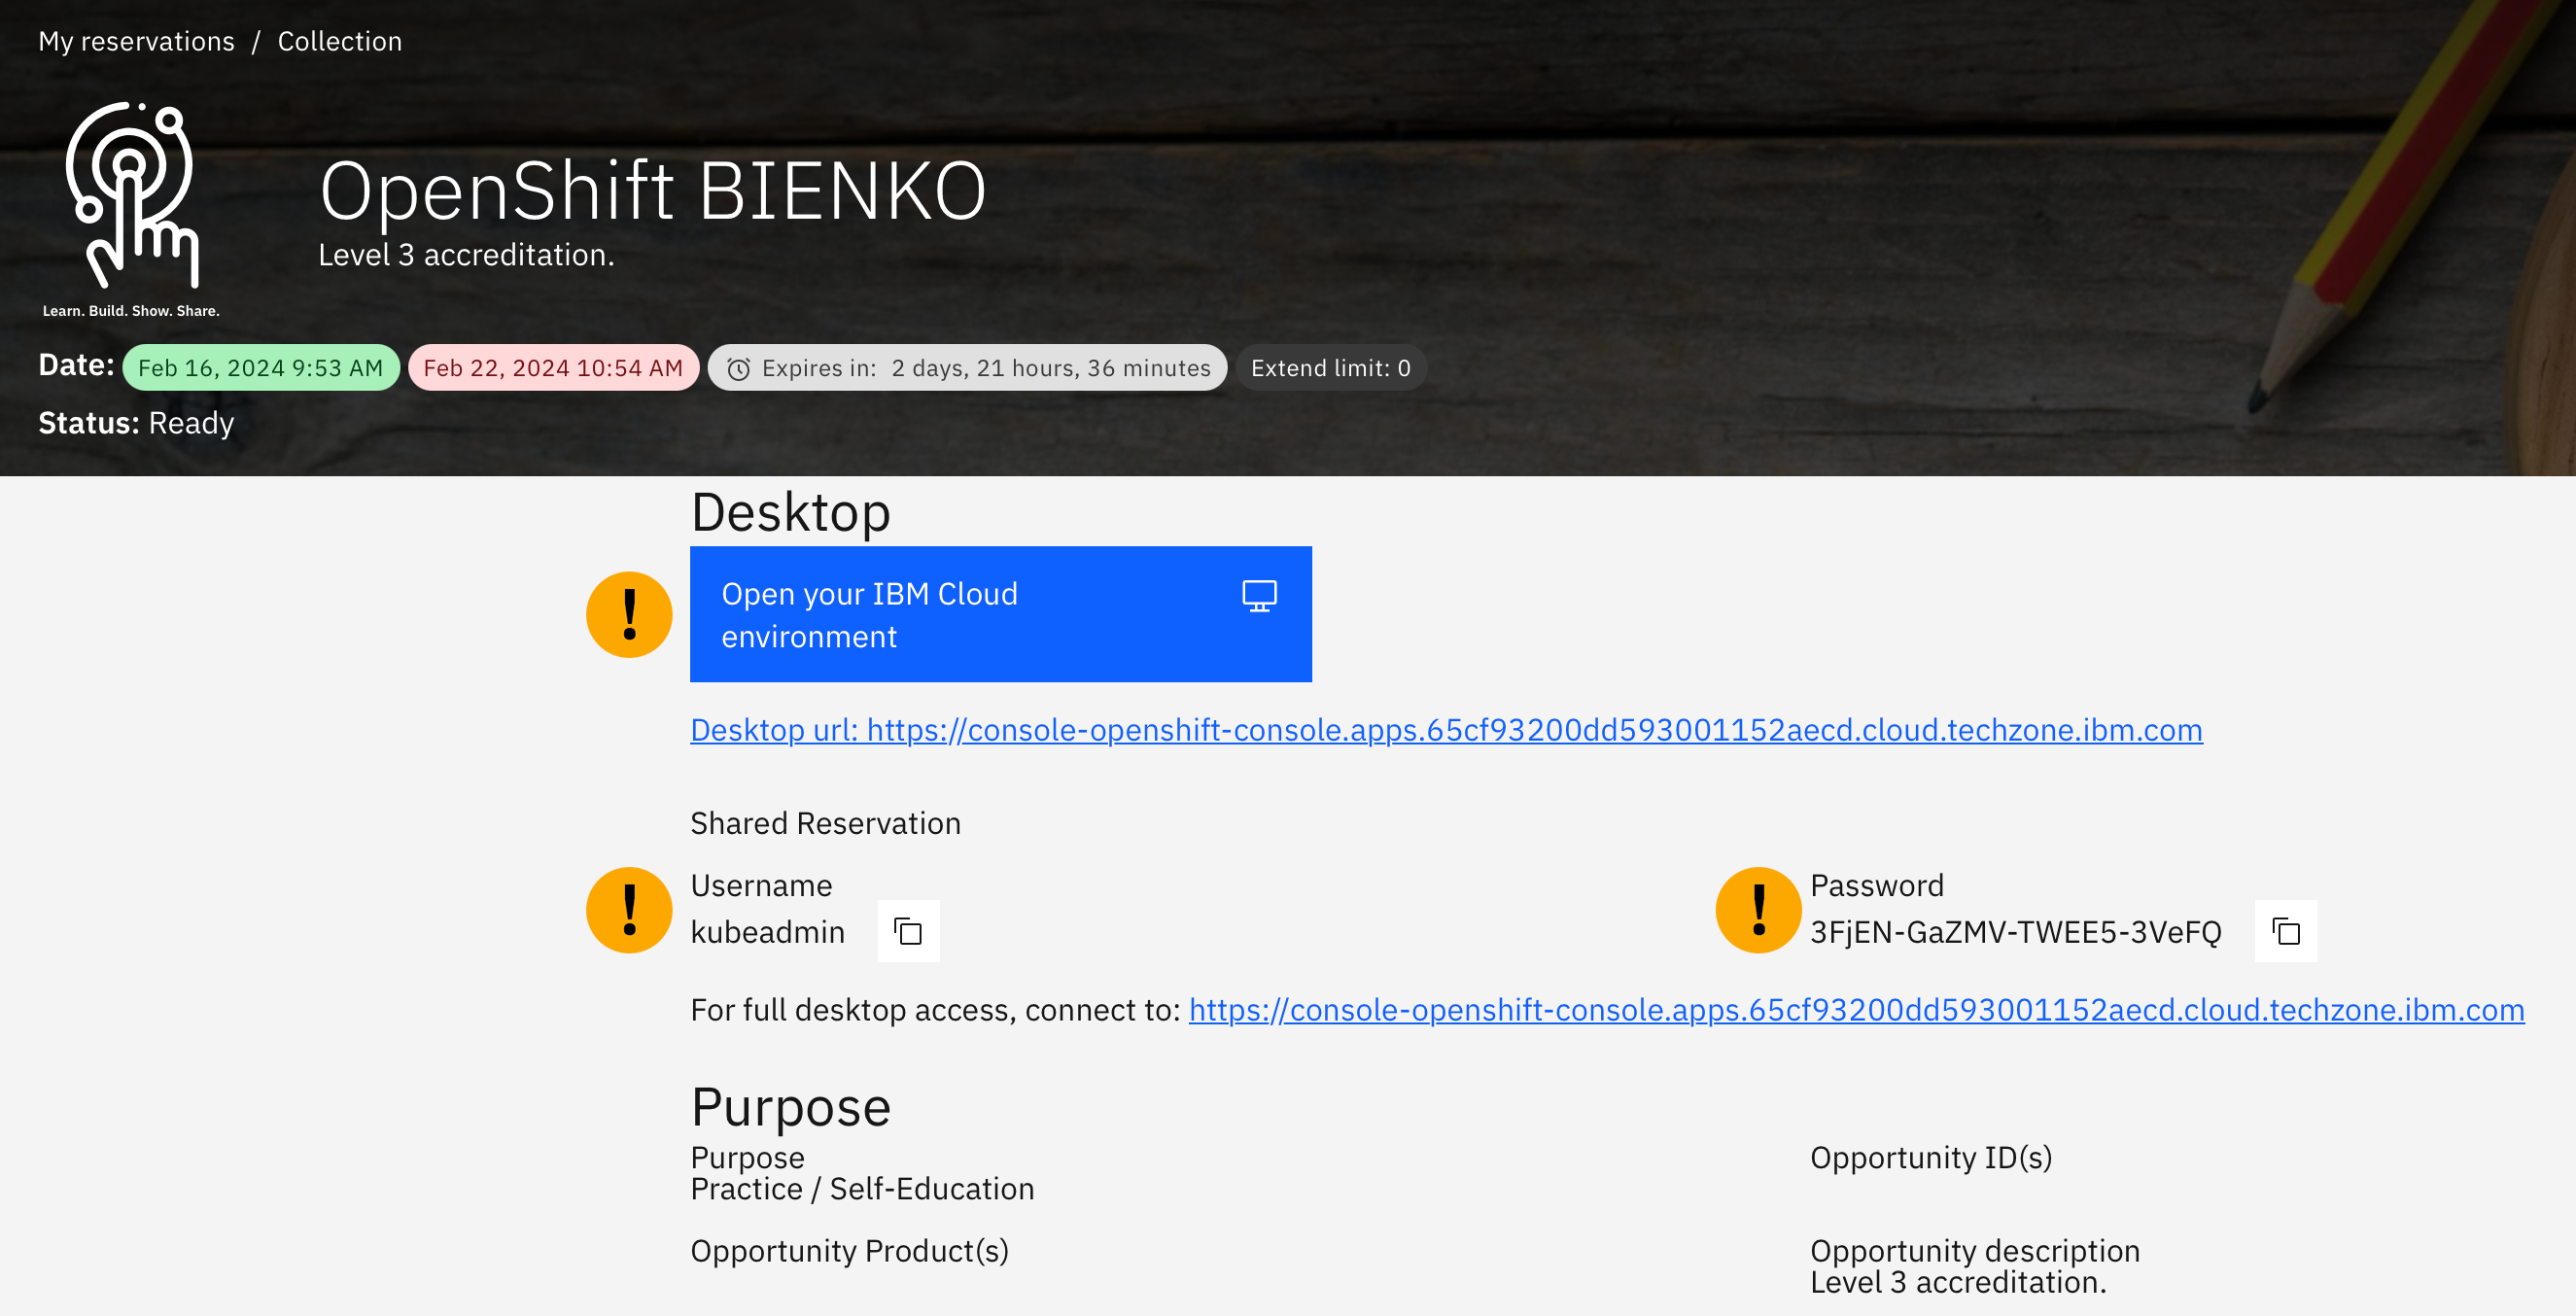 My reservations / Collection
OpenShift BIENKO
Level 3 accreditation.
Learn. Build. Show. Share.
Date: Feb 16, 2024 9:53 AM Feb 22, 2024 10:54 AM Expires in: 2 days, 21 hours, 36 minutes Extend limit: 0
Status: Ready
Desktop
!
Open your IBM Cloud
environment
Desktop url: https://console-openshift-console.apps.65cf93200dd593001152aecd.cloud.techzone.ibm.com
Shared Reservation
! Username ! Password
kubeadmin 3FjEN-GaZMV-TWEE5-3VeFQ
For full desktop access, connect to: https://console-openshift-console.apps.65cf93200dd593001152aecd.cloud.techzone.ibm.com
Purpose
Purpose Opportunity ID(s)
Practice / Self-Education
Opportunity Product(s) Opportunity description
Level 3 accreditation.